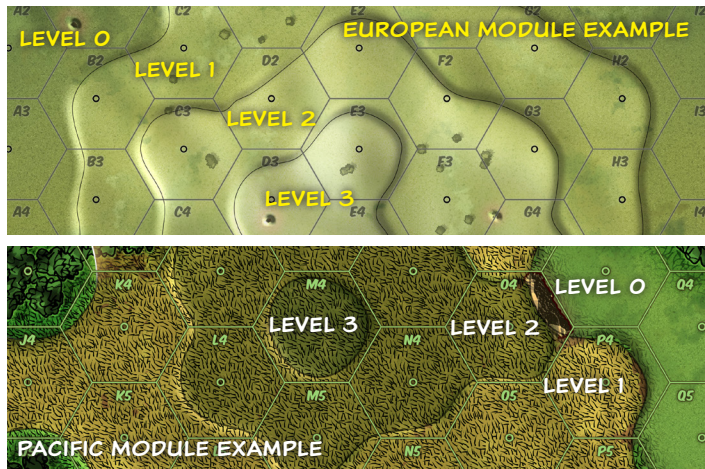 A2 C2 E2 I2
EUROPEAN MODULE EXAMPLE
LEVEL 0
B2 D2 F2 H2
LEVEL 1
A3 C3 E3 G3 I3
LEVEL 2
B3 D3 F3 H3
LEVEL 3
A4 C4 E4 G4 I4
K4 M4 O4 Q4
LEVEL 0
LEVEL 3 LEVEL 2
J4 L4 N4 P4
LEVEL 1
K5 M5 O5 Q5
PACIFIC MODULE EXAMPLE
N5 P5